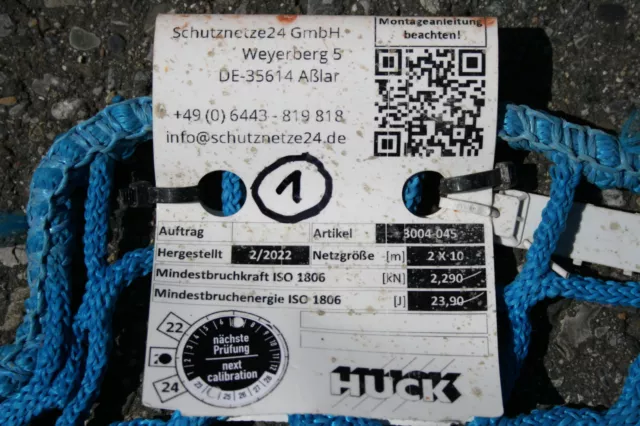 Schutznetze24 GmbH
Weyerberg 5
DE-35614 Aßlar
+49 (0) 6443 - 819 818
info@schutznetze24.de
Montageanleitung
beachten!
1
Auftrag Artikel 3004-045
Hergestellt 2/2022 Netzgröße [m] 2 X 10
Mindestbruchkraft ISO 1806 [kN] 2,290
Mindestbruchenergie ISO 1806 [J] 23,90
22
24
nächste
Prüfung
next
calibration
HUCK